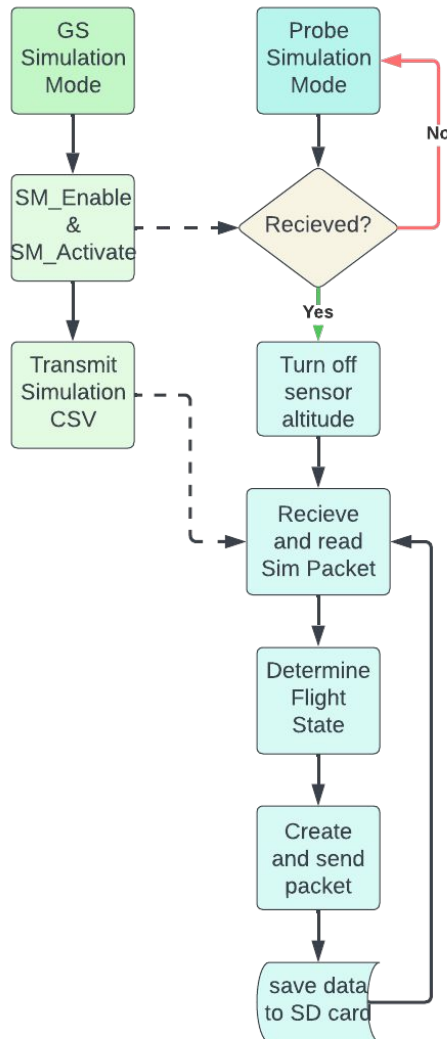 GS
Simulation
Mode
Probe
Simulation
Mode
No
SM_Enable
&
SM_Activate
Recieved?
Yes
Transmit
Simulation
CSV
Turn off
sensor
altitude
Recieve
and read
Sim Packet
Determine
Flight
State
Create
and send
packet
save data
to SD card